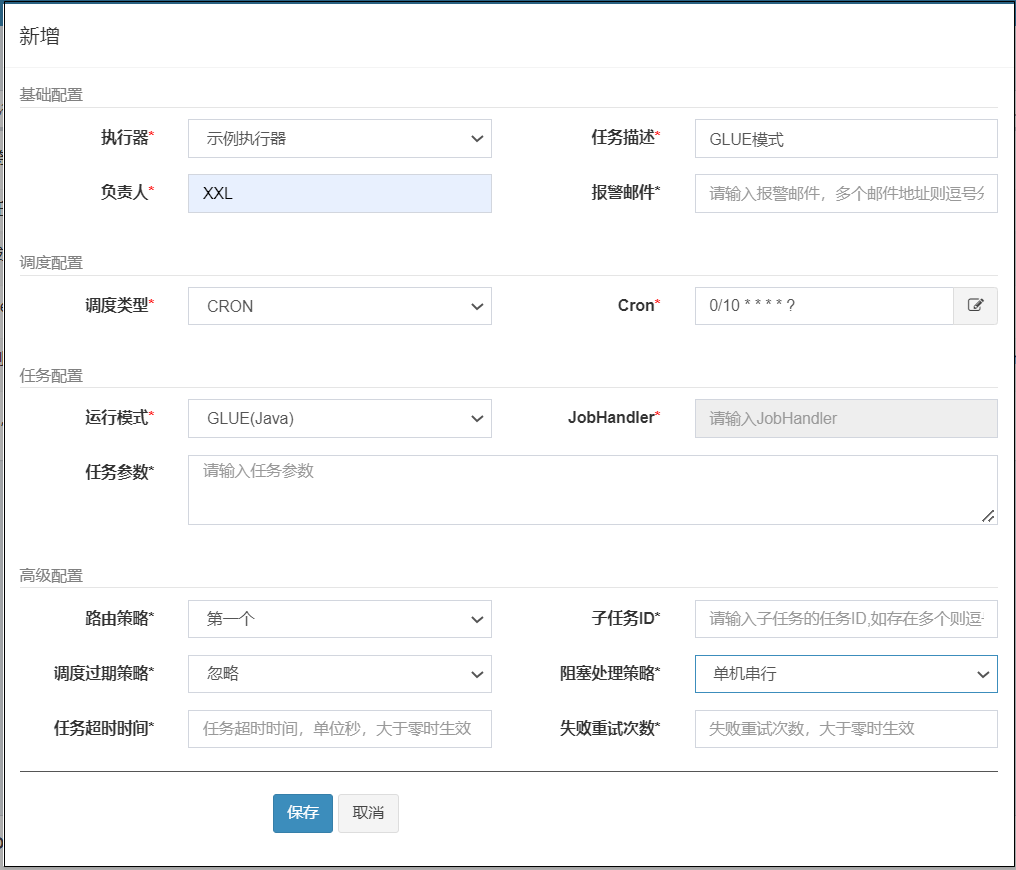 新增
基础配置
执行器* 示例执行器 任务描述* GLUE模式
负责人* XXL 报警邮件* 请输入报警邮件，多个邮件地址则逗号分
调度配置
调度类型* CRON Cron* 0/10 * * * * ?
任务配置
运行模式* GLUE(Java) JobHandler* 请输入JobHandler
任务参数* 请输入任务参数
高级配置
路由策略* 第一个 子任务ID* 请输入子任务的任务ID,如存在多个则逗
调度过期策略* 忽略 阻塞处理策略* 单机串行
任务超时时间* 任务超时时间，单位秒，大于零时生效 失败重试次数* 失败重试次数，大于零时生效
保存 取消